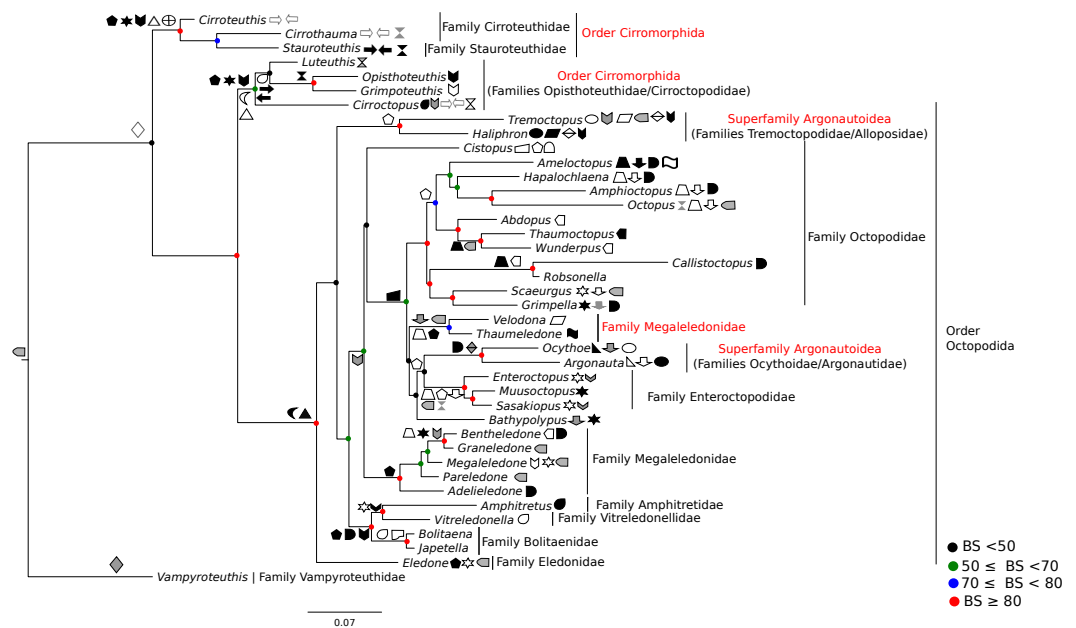 Cirroteuthis
Cirrothauma
Family Cirroteuthidae
Order Cirromorphida
Stauroteuthis
Family Stauroteuthidae
Luteuthis
Opisthoteuthis
Order Cirromorphida
Grimpoteuthis
(Families Opisthoteuthidae/Cirroctopodidae)
Cirroctopus
Tremoctopus
Superfamily Argonautoidea
Haliphron
(Families Tremoctopodidae/Alloposidae)
Cistopus
Ameloctopus
Hapalochlaena
Amphioctopus
Octopus
Abdopus
Thaumoctopus
Family Octopodidae
Wunderpus
Callistoctopus
Robsonella
Scaeurgus
Grimpella
Velodona
Family Megaleledonidae
Thaumeledone
Order
Octopodida
Ocythoe
Superfamily Argonautoidea
Argonauta
(Families Ocythoidae/Argonautidae)
Enteroctopus
Muusoctopus
Family Enteroctopodidae
Sasakiopus
Bathypolypus
Bentheledone
Graneledone
Megaleledone
Family Megaleledonidae
Pareledone
Adelieledone
Amphitretus
Family Amphitretidae
Vitreledonella
Family Vitreledonellidae
Bolitaena
Family Bolitaenidae
Japetella
Eledone
Family Eledonidae
Vampyroteuthis | Family Vampyroteuthidae
BS <50
50 ≤ BS <70
70 ≤ BS < 80
BS ≥ 80
0.07